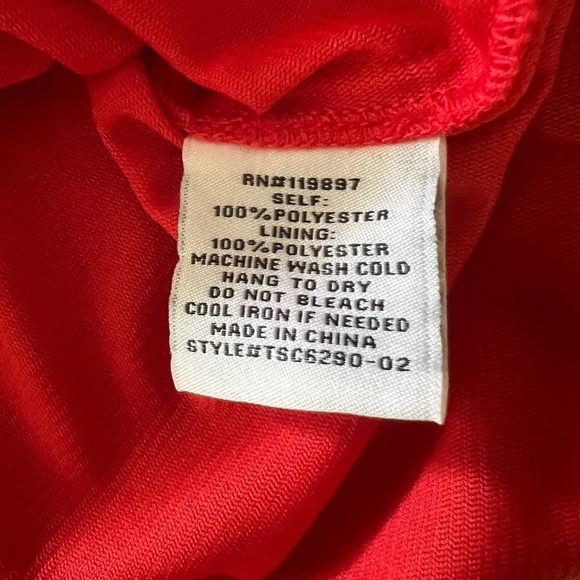 RN#119897
SELF:
100%POLYESTER
LINING:
100%POLYESTER
MACHINE WASH COLD
HANG TO DRY
DO NOT BLEACH
COOL IRON IF NEEDED
MADE IN CHINA
STYLE#TSC6290-02